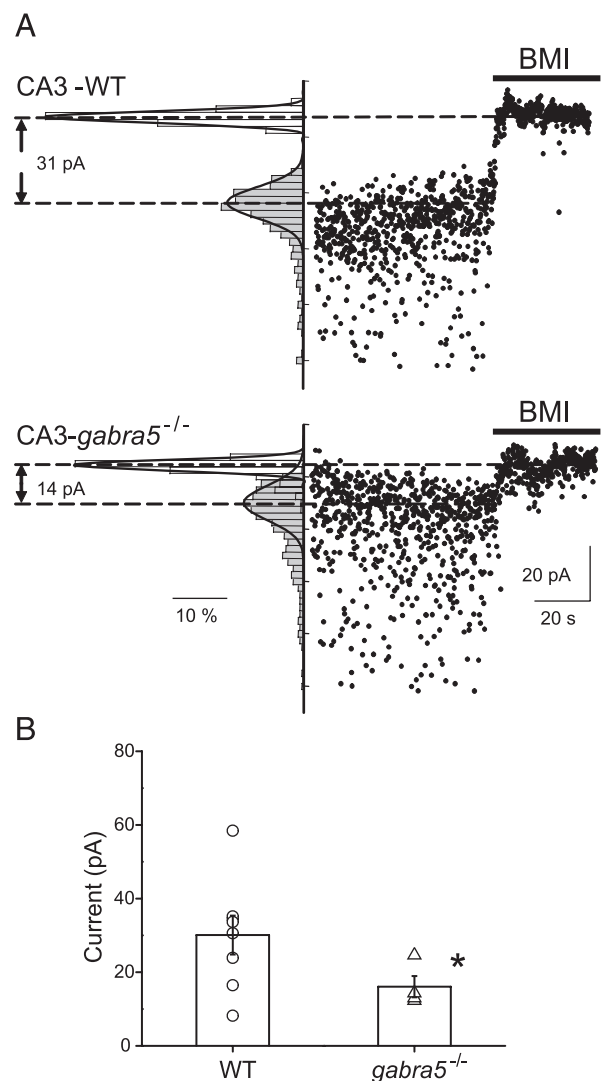 A
BMI
CA3 -WT
31 pA
BMI
CA3-gabra5-/-
14 pA
20 pA
10 %
20 s
B
80
60
40
20
0
Current (pA)
*
WT
gabra5-/-